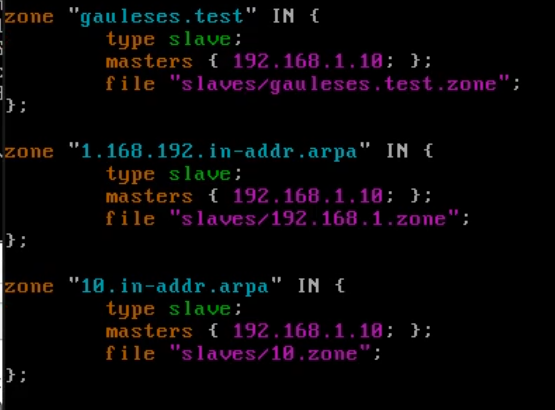 zone "gauleses.test" IN {
type slave;
masters { 192.168.1.10; };
file "slaves/gauleses.test.zone";
};
zone "1.168.192.in-addr.arpa" IN {
type slave;
masters { 192.168.1.10; };
file "slaves/192.168.1.zone";
};
zone "10.in-addr.arpa" IN {
type slave;
masters { 192.168.1.10; };
file "slaves/10.zone";
};